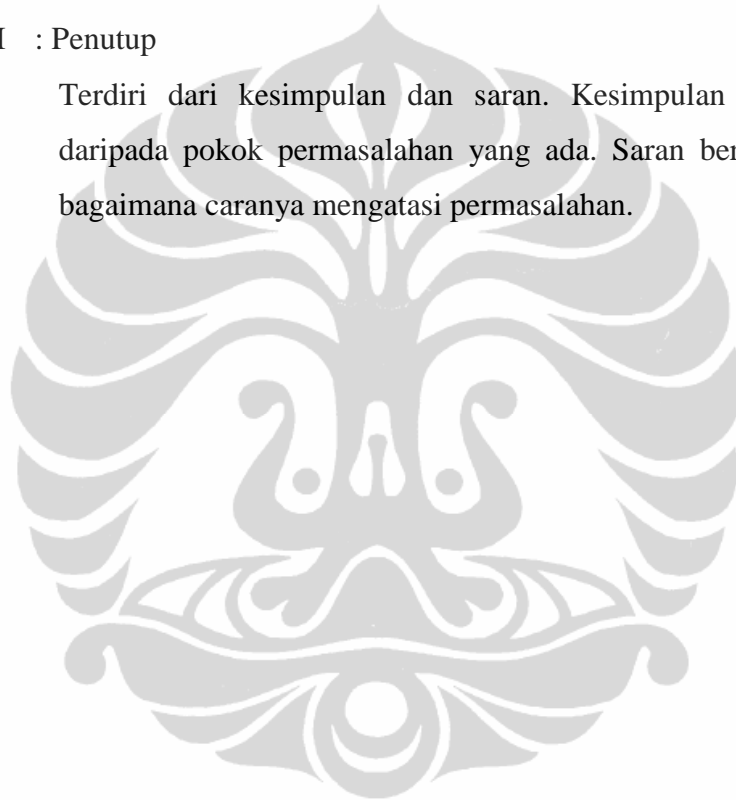 : Penutup
Terdiri dari kesimpulan dan saran. Kesimpulan
daripada pokok permasalahan yang ada. Saran ber
bagaimana caranya mengatasi permasalahan.